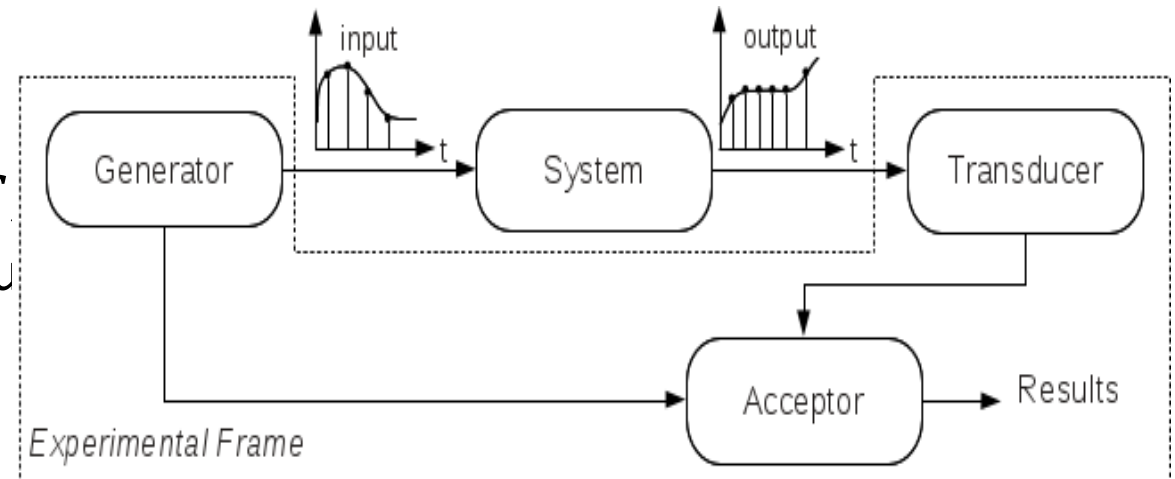 input
output
t
t
Generator
System
Transducer
Acceptor
Results
Experimental Frame